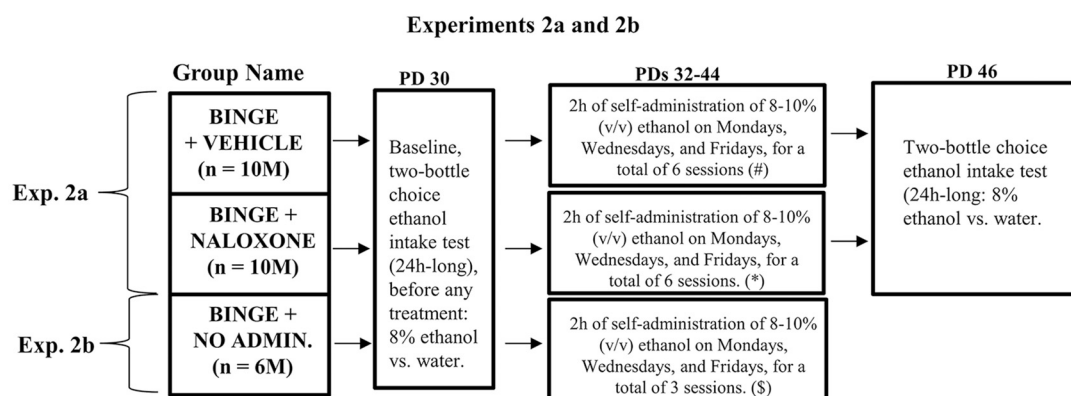 Experiments 2a and 2b
Group Name
PD 30
PDs 32-44
PD 46
Exp. 2a
BINGE
+ VEHICLE
(n = 10M)
BINGE +
NALOXONE
(n = 10M)
Exp. 2b
BINGE +
NO ADMIN.
(n = 6M)
Baseline,
two-bottle
choice
ethanol
intake test
(24h-long),
before any
treatment:
8% ethanol
vs. water.
2h of self-administration of 8-10%
(v/v) ethanol on Mondays,
Wednesdays, and Fridays, for a
total of 6 sessions (#)
2h of self-administration of 8-10%
(v/v) ethanol on Mondays,
Wednesdays, and Fridays, for a
total of 6 sessions. (*)
2h of self-administration of 8-10%
(v/v) ethanol on Mondays,
Wednesdays, and Fridays, for a
total of 3 sessions. ($)
Two-bottle choice
ethanol intake test
(24h-long: 8%
ethanol vs. water.